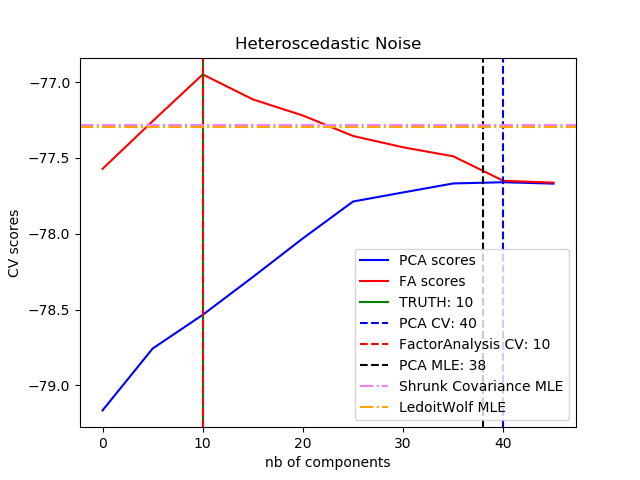 Heteroscedastic Noise
CV scores
−77.0
−77.5
−78.0
−78.5
−79.0
PCA scores
FA scores
TRUTH: 10
PCA CV: 40
FactorAnalysis CV: 10
PCA MLE: 38
Shrunk Covariance MLE
LedoitWolf MLE
0 10 20 30 40
nb of components